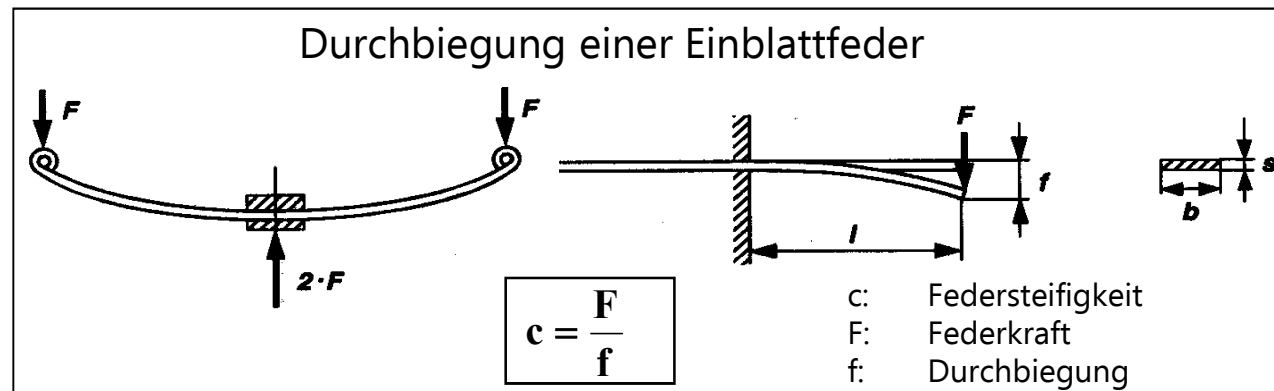 Durchbiegung einer Einblattfeder
F
F
2·F
F
f
l
s
b
c = F/f
c: Federsteifigkeit
F: Federkraft
f: Durchbiegung